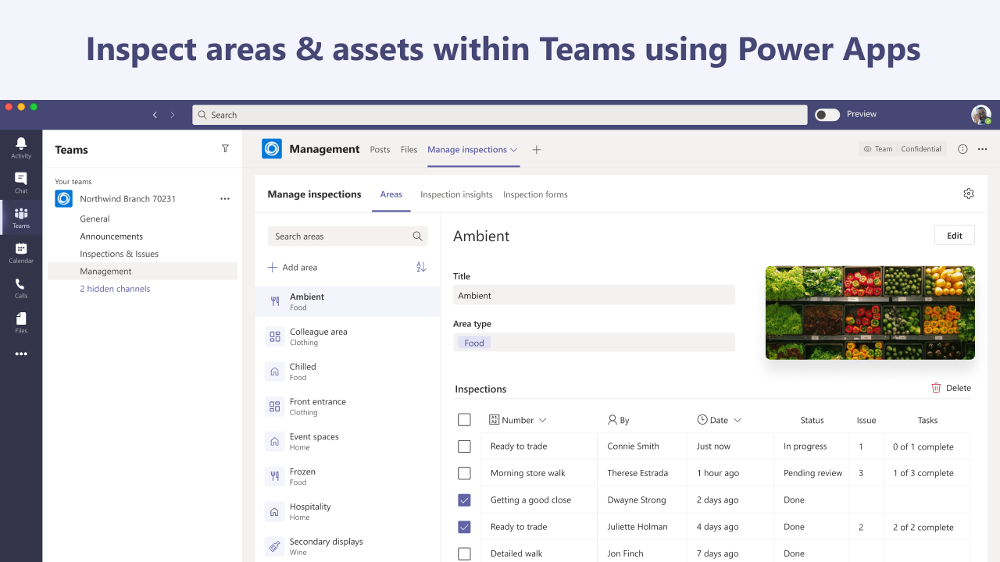 Inspect areas & assets within Teams using Power Apps
Search
Preview
Activity
Chat
Teams
Calendar
Calls
Files
Teams
Your teams
Northwind Branch 70231
General
Announcements
Inspections & Issues
Management
2 hidden channels
Management Posts Files Manage inspections
Team Confidential
Manage inspections Areas Inspection insights Inspection forms
Search areas
Add area
Ambient
Food
Colleague area
Clothing
Chilled
Food
Front entrance
Clothing
Event spaces
Home
Frozen
Food
Hospitality
Home
Secondary displays
Wine
Ambient
Edit
Title
Ambient
Area type
Food
Inspections
Delete
Number By Date Status Issue Tasks
Ready to trade Connie Smith Just now In progress 1 0 of 1 complete
Morning store walk Therese Estrada 1 hour ago Pending review 3 1 of 3 complete
Getting a good close Dwayne Strong 2 days ago Done
Ready to trade Juliette Holman 4 days ago Done 2 2 of 2 complete
Detailed walk Jon Finch 7 days ago Done